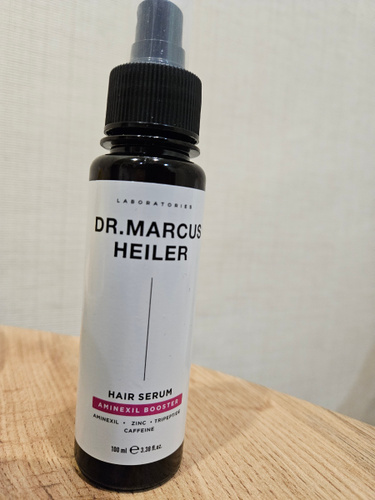 LABORATORIES
DR.MARCUS
HEILER
HAIR SERUM
AMINEXIL BOOSTER
AMINEXIL • ZINC • TRIPEPTIDE
CAFFEINE
100 ml ℮ 3.38 fl.oz.